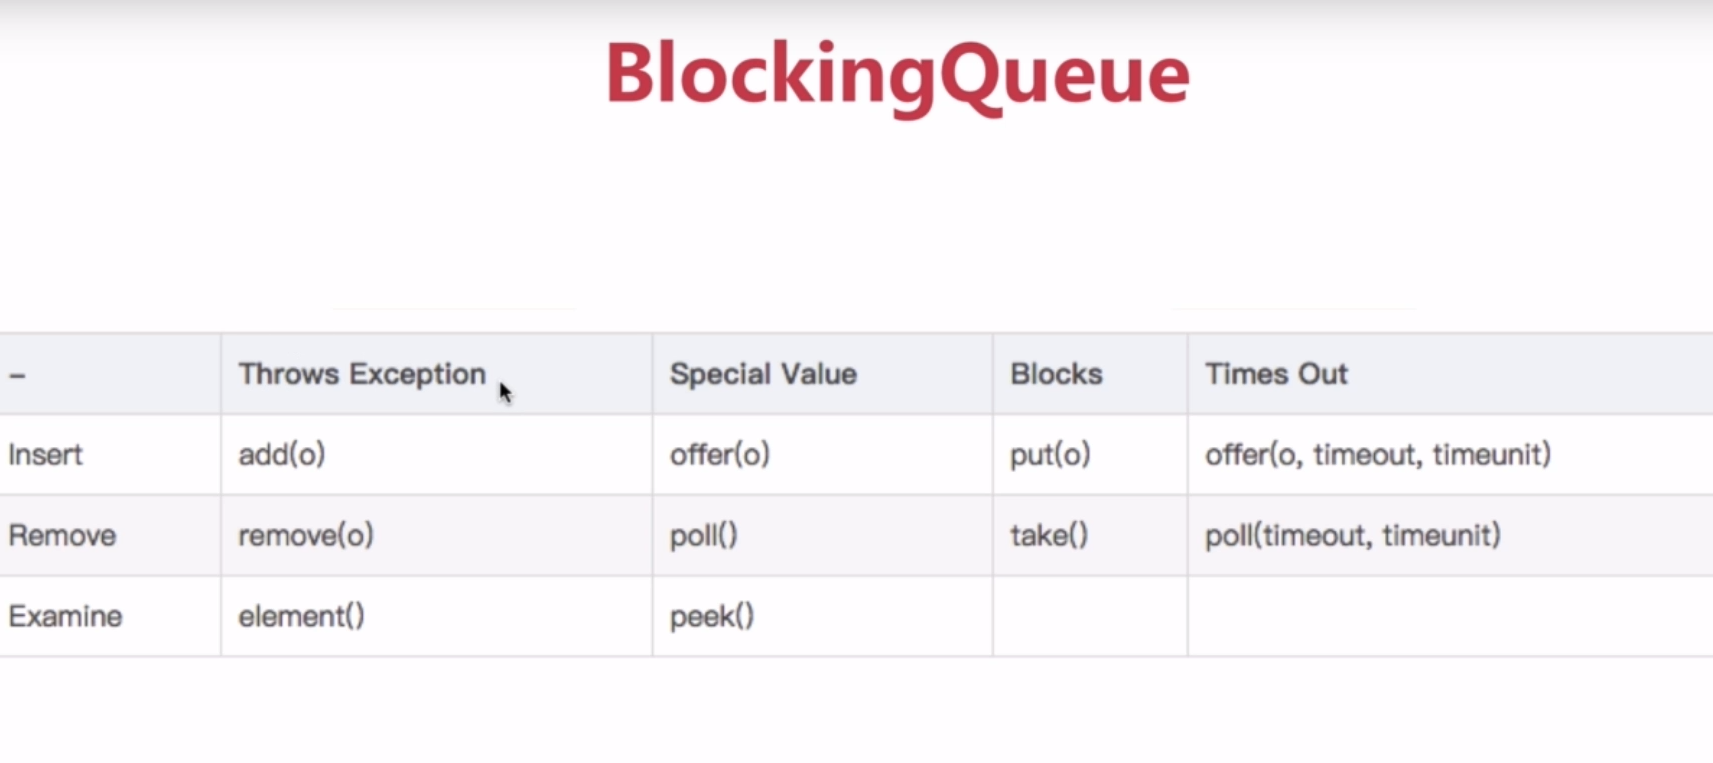 BlockingQueue
– Throws Exception Special Value Blocks Times Out
Insert add(o) offer(o) put(o) offer(o, timeout, timeunit)
Remove remove(o) poll() take() poll(timeout, timeunit)
Examine element() peek()